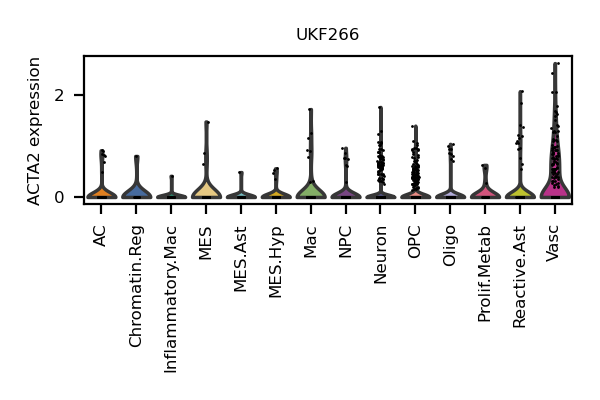 UKF266
ACTA2 expression
2
0
AC
Chromatin.Reg
Inflammatory.Mac
MES
MES.Ast
MES.Hyp
Mac
NPC
Neuron
OPC
Oligo
Prolif.Metab
Reactive.Ast
Vasc